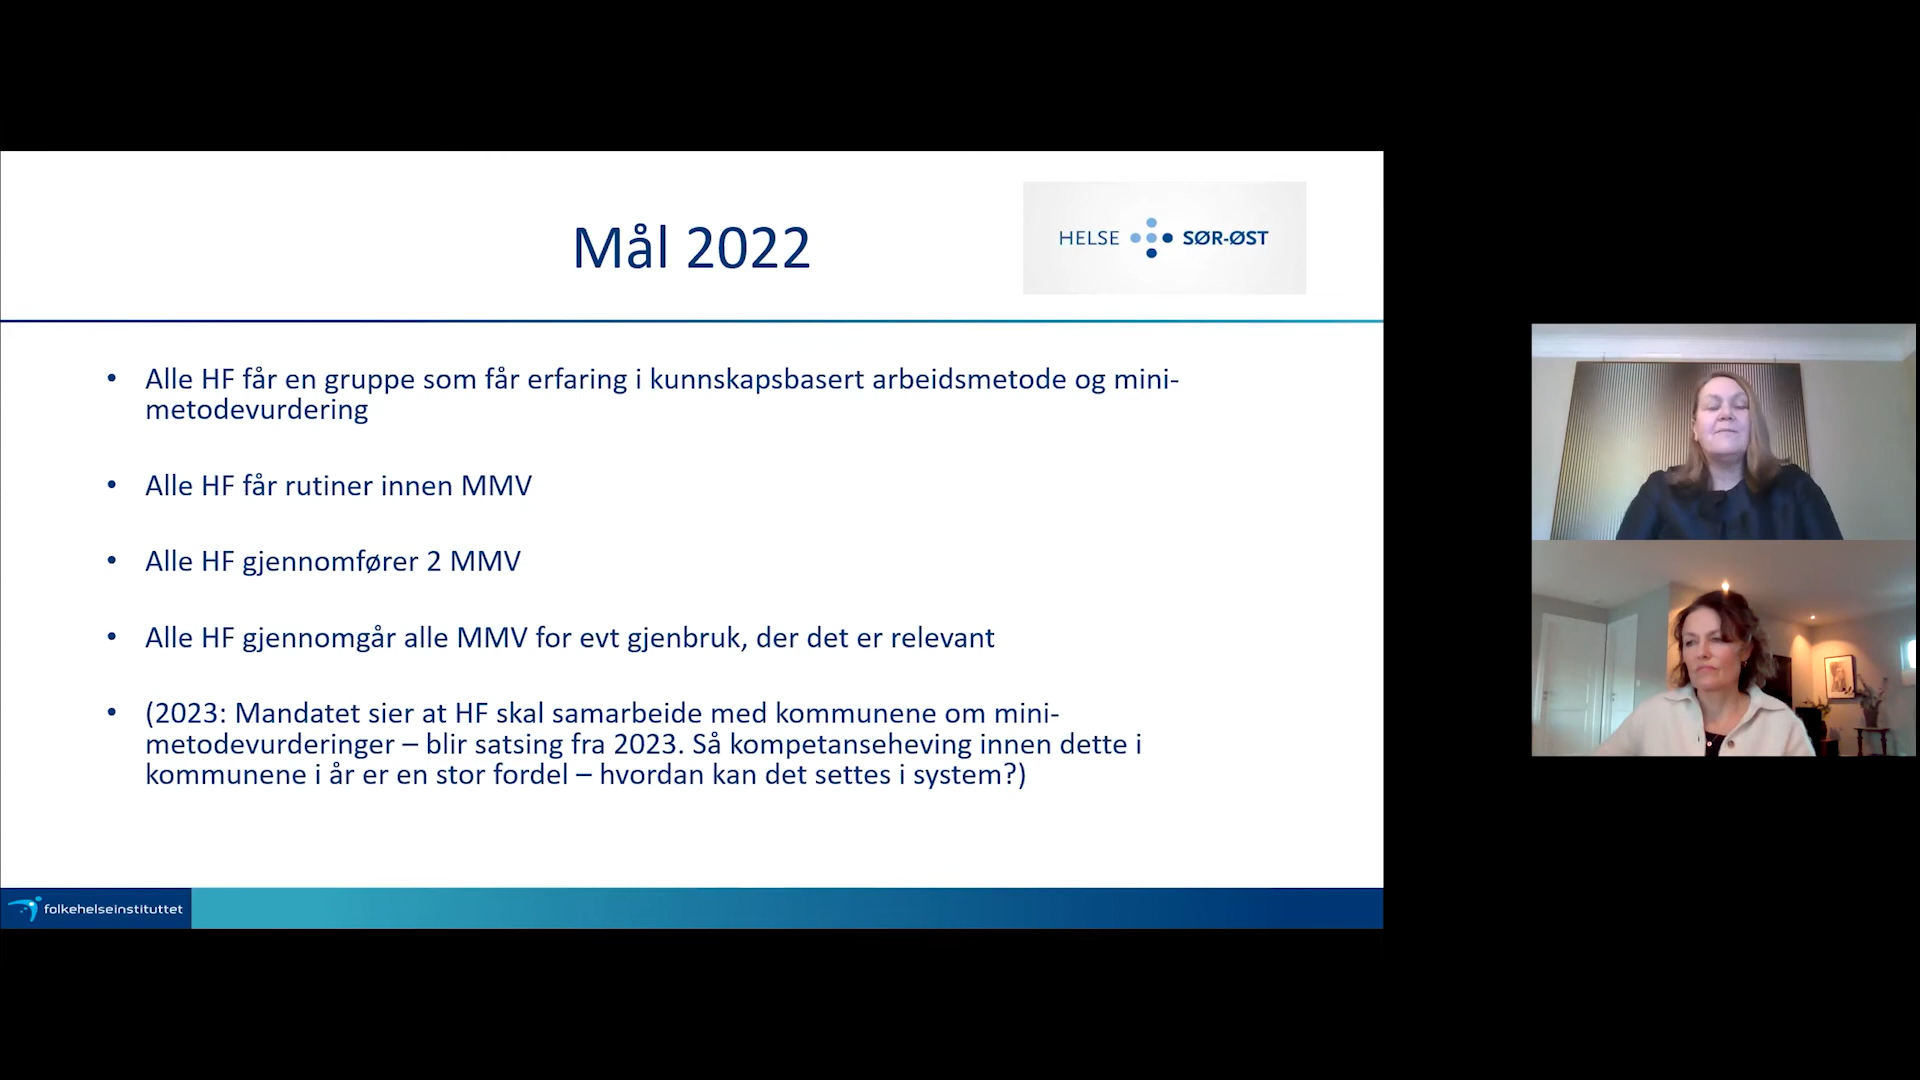 Mål 2022
HELSE SØR-ØST
• Alle HF får en gruppe som får erfaring i kunnskapsbasert arbeidsmetode og mini-
metodevurdering
• Alle HF får rutiner innen MMV
• Alle HF gjennomfører 2 MMV
• Alle HF gjennomgår alle MMV for evt gjenbruk, der det er relevant
• (2023: Mandatet sier at HF skal samarbeide med kommunene om mini-
metodevurderinger – blir satsing fra 2023. Så kompetanseheving innen dette i
kommunene i år er en stor fordel – hvordan kan det settes i system?)
folkehelseinstituttet